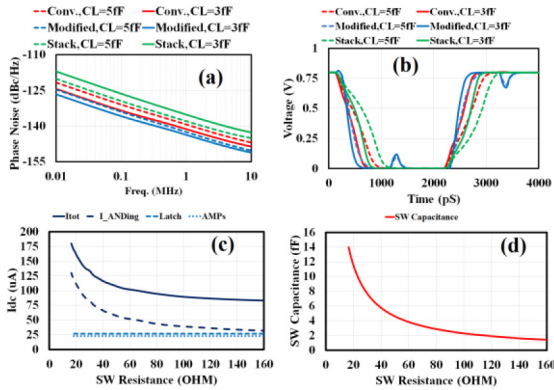 Conv.,CL=5fF Conv.,CL=3fF
Modified,CL=5fF Modified,CL=3fF
Stack,CL=5fF Stack,CL=3fF
Phase Noise (dBc/Hz)
-110
-125
-140
-155
(a)
0.01 0.1 1 10
Freq. (MHz)
Conv.,CL=5fF Conv.,CL=3fF
Modified,CL=5fF Modified,CL=3fF
Stack,CL=5fF Stack,CL=3fF
Voltage (V)
1
0.75
0.5
0.25
0
(b)
0 1000 2000 3000 4000
Time (pS)
Itot I_ANDing Latch AMPs
Idc (uA)
200
175
150
125
100
75
50
25
0
(c)
0 20 40 60 80 100 120 140 160
SW Resistance (OHM)
SW Capacitance
SW Capacitance (fF)
16
14
12
10
8
6
4
2
0
(d)
0 20 40 60 80 100 120 140 160
SW Resistance (OHM)